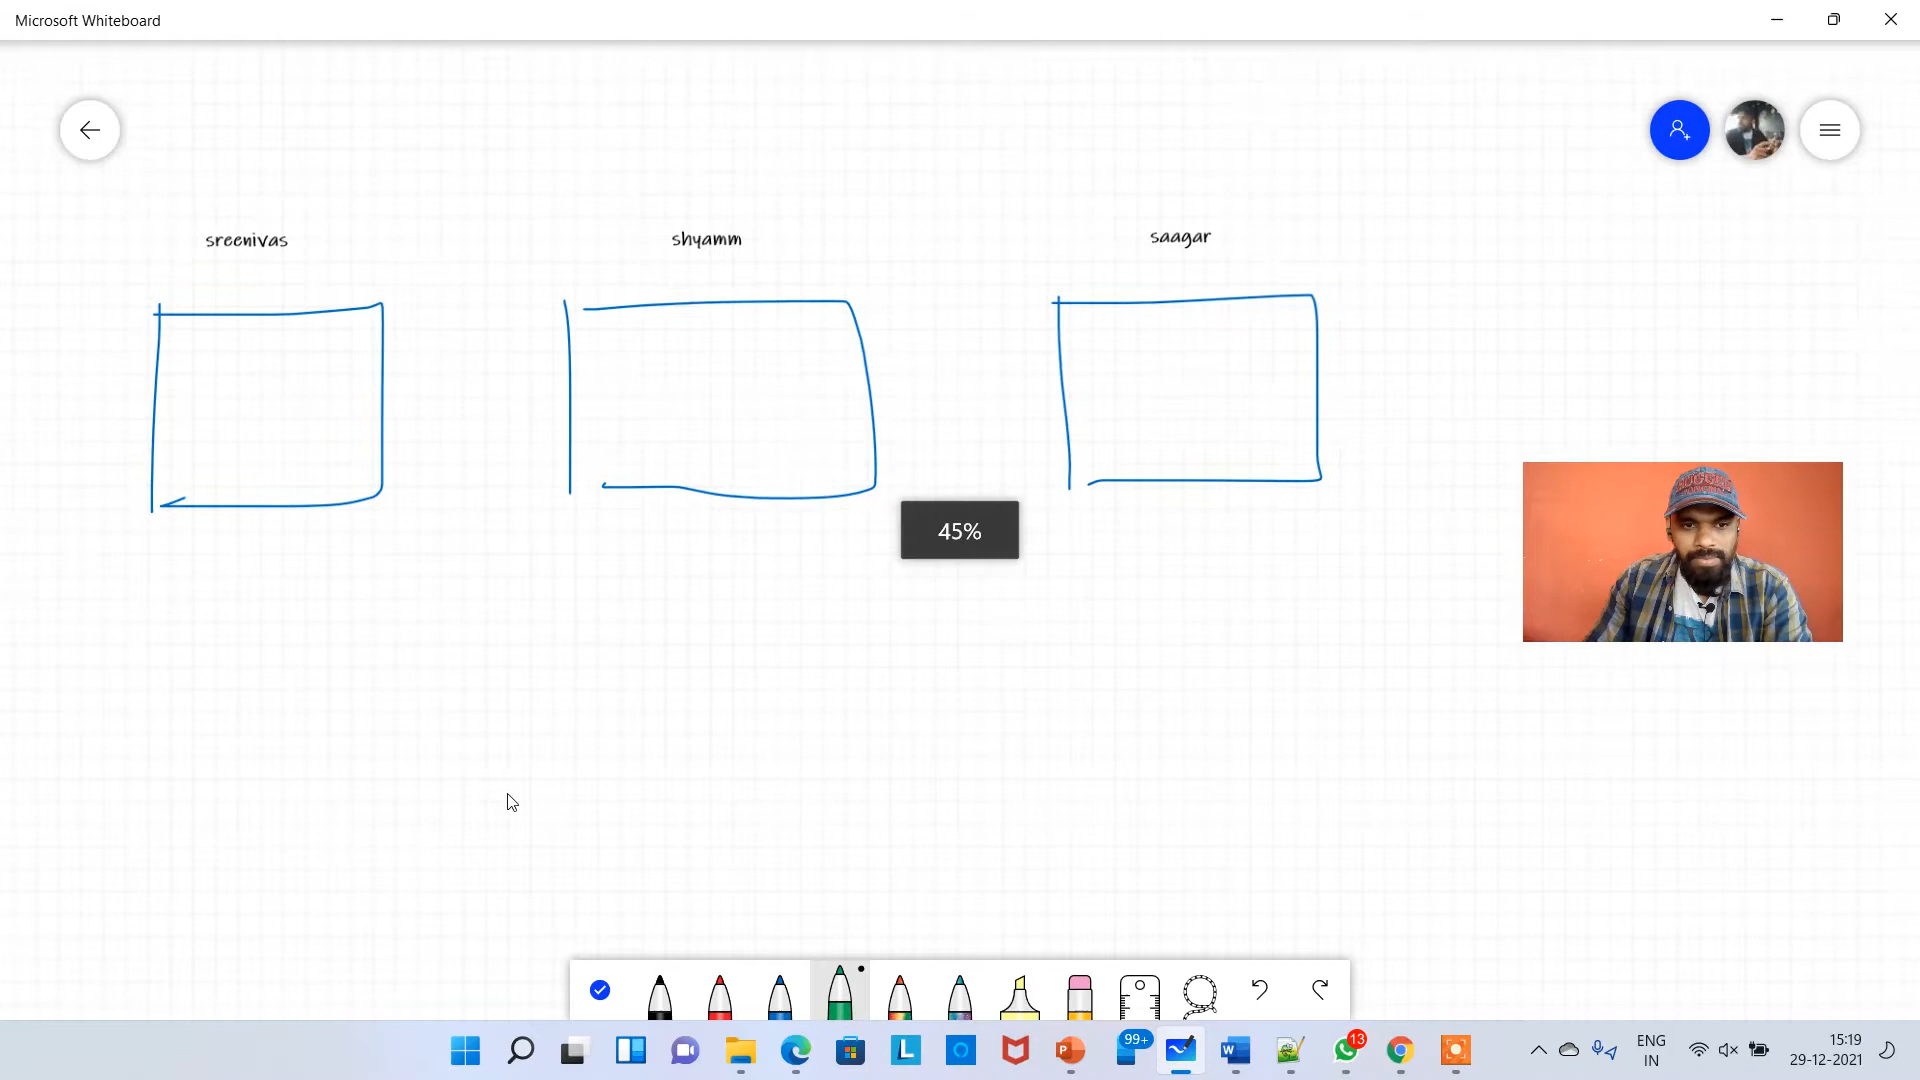 Microsoft Whiteboard
sreenivas
shyamm
saagar
45%
99+
13
L
P
W
ENG
IN
15:19
29-12-2021